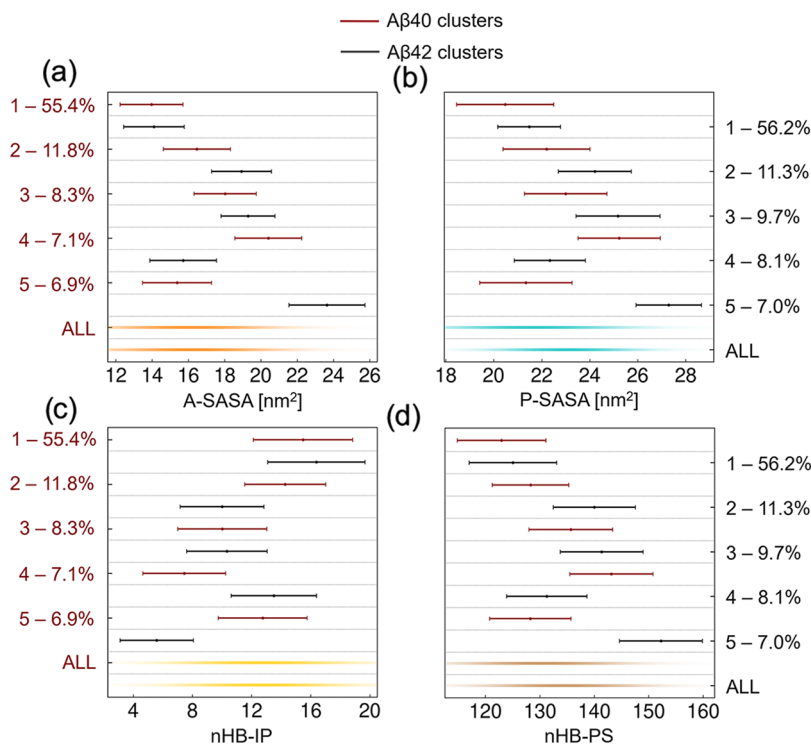 Aβ40 clusters
Aβ42 clusters
(a)
(b)
1 – 55.4%
2 – 11.8%
3 – 8.3%
4 – 7.1%
5 – 6.9%
ALL
1 – 56.2%
2 – 11.3%
3 – 9.7%
4 – 8.1%
5 – 7.0%
ALL
12 14 16 18 20 22 24 26
A-SASA [nm²]
18 20 22 24 26 28
P-SASA [nm²]
(c)
(d)
1 – 55.4%
2 – 11.8%
3 – 8.3%
4 – 7.1%
5 – 6.9%
ALL
1 – 56.2%
2 – 11.3%
3 – 9.7%
4 – 8.1%
5 – 7.0%
ALL
4 8 12 16 20
nHB-IP
120 130 140 150 160
nHB-PS